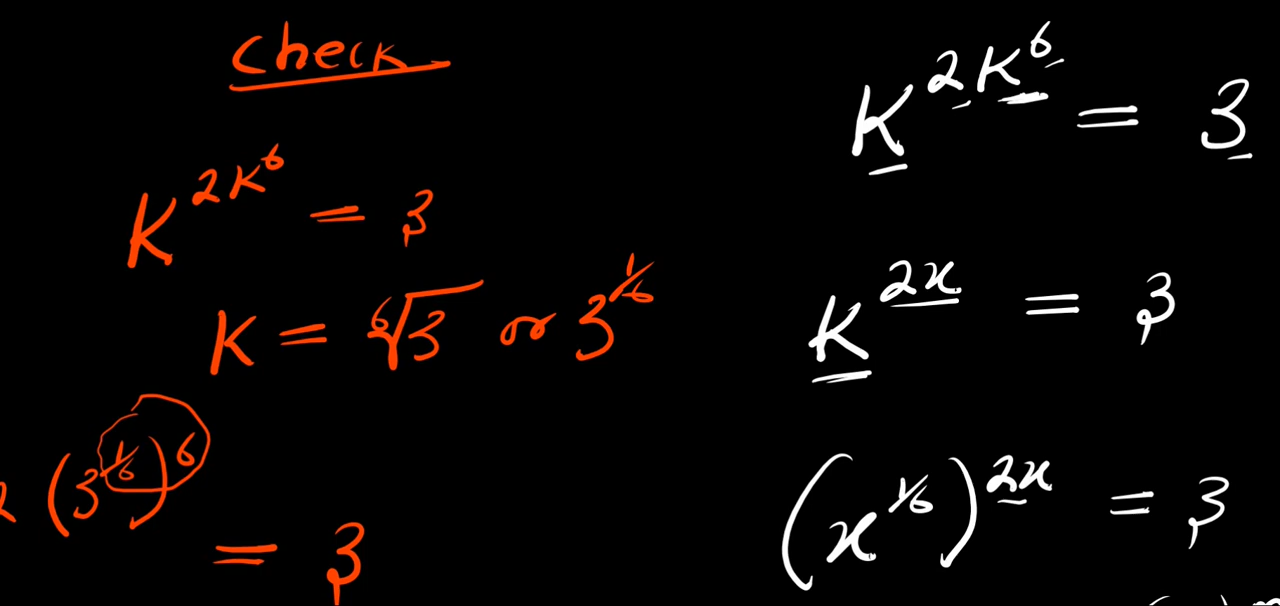 Check
K^{2K^6} = 3
K = ⁶√3 or 3^{1/6}
(3^{1/6})^6
= 3
K^{2K^6} = 3
K^{2x} = 3
(x^{1/6})^{2x} = 3